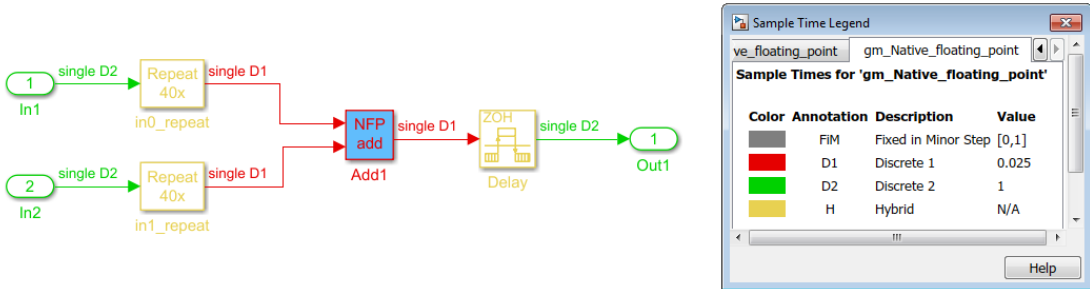 single D2
Repeat
40x
single D1
1
In1
in0_repeat
NFP
add
single D1
Add1
ZOH
single D2
Delay
1
Out1
single D2
Repeat
40x
single D1
2
In2
in1_repeat
Sample Time Legend
ve_floating_point
gm_Native_floating_point
Sample Times for 'gm_Native_floating_point'
Color Annotation Description Value
FiM Fixed in Minor Step [0,1]
D1 Discrete 1 0.025
D2 Discrete 2 1
H Hybrid N/A
Help